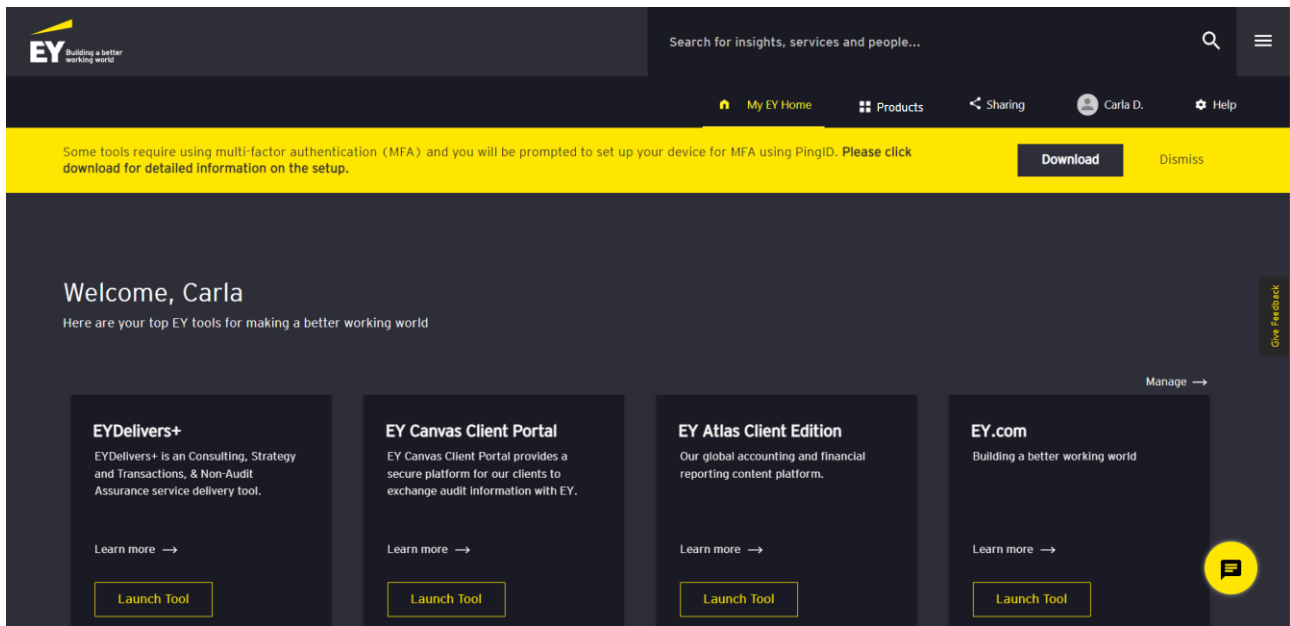 EY Building a better
working world
Search for insights, services and people...
My EY Home
Products
Sharing
Carla D.
Help
Some tools require using multi-factor authentication (MFA) and you will be prompted to set up your device for MFA using PingID. Please click
download for detailed information on the setup.
Download
Dismiss
Welcome, Carla
Here are your top EY tools for making a better working world
Give Feedback
Manage →
EYDelivers+
EYDelivers+ is an Consulting, Strategy
and Transactions, & Non-Audit
Assurance service delivery tool.
Learn more →
Launch Tool
EY Canvas Client Portal
EY Canvas Client Portal provides a
secure platform for our clients to
exchange audit information with EY.
Learn more →
Launch Tool
EY Atlas Client Edition
Our global accounting and financial
reporting content platform.
Learn more →
Launch Tool
EY.com
Building a better working world
Learn more →
Launch Tool